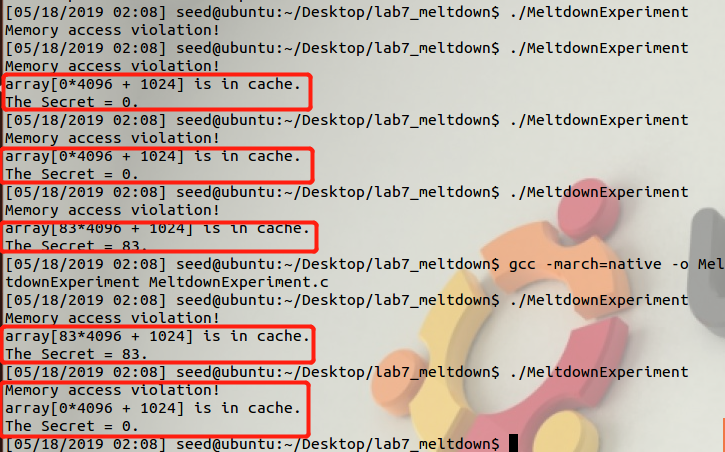 [05/18/2019 02:08] seed@ubuntu:~/Desktop/lab7_meltdown$ ./MeltdownExperiment
Memory access violation!
[05/18/2019 02:08] seed@ubuntu:~/Desktop/lab7_meltdown$ ./MeltdownExperiment
Memory access violation!
array[0*4096 + 1024] is in cache.
The Secret = 0.
[05/18/2019 02:08] seed@ubuntu:~/Desktop/lab7_meltdown$ ./MeltdownExperiment
Memory access violation!
array[0*4096 + 1024] is in cache.
The Secret = 0.
[05/18/2019 02:08] seed@ubuntu:~/Desktop/lab7_meltdown$ ./MeltdownExperiment
Memory access violation!
array[83*4096 + 1024] is in cache.
The Secret = 83.
[05/18/2019 02:08] seed@ubuntu:~/Desktop/lab7_meltdown$ gcc -march=native -o Mel
tdownExperiment MeltdownExperiment.c
[05/18/2019 02:08] seed@ubuntu:~/Desktop/lab7_meltdown$ ./MeltdownExperiment
Memory access violation!
array[83*4096 + 1024] is in cache.
The Secret = 83.
[05/18/2019 02:08] seed@ubuntu:~/Desktop/lab7_meltdown$ ./MeltdownExperiment
Memory access violation!
array[0*4096 + 1024] is in cache.
The Secret = 0.
[05/18/2019 02:08] seed@ubuntu:~/Desktop/lab7_meltdown$